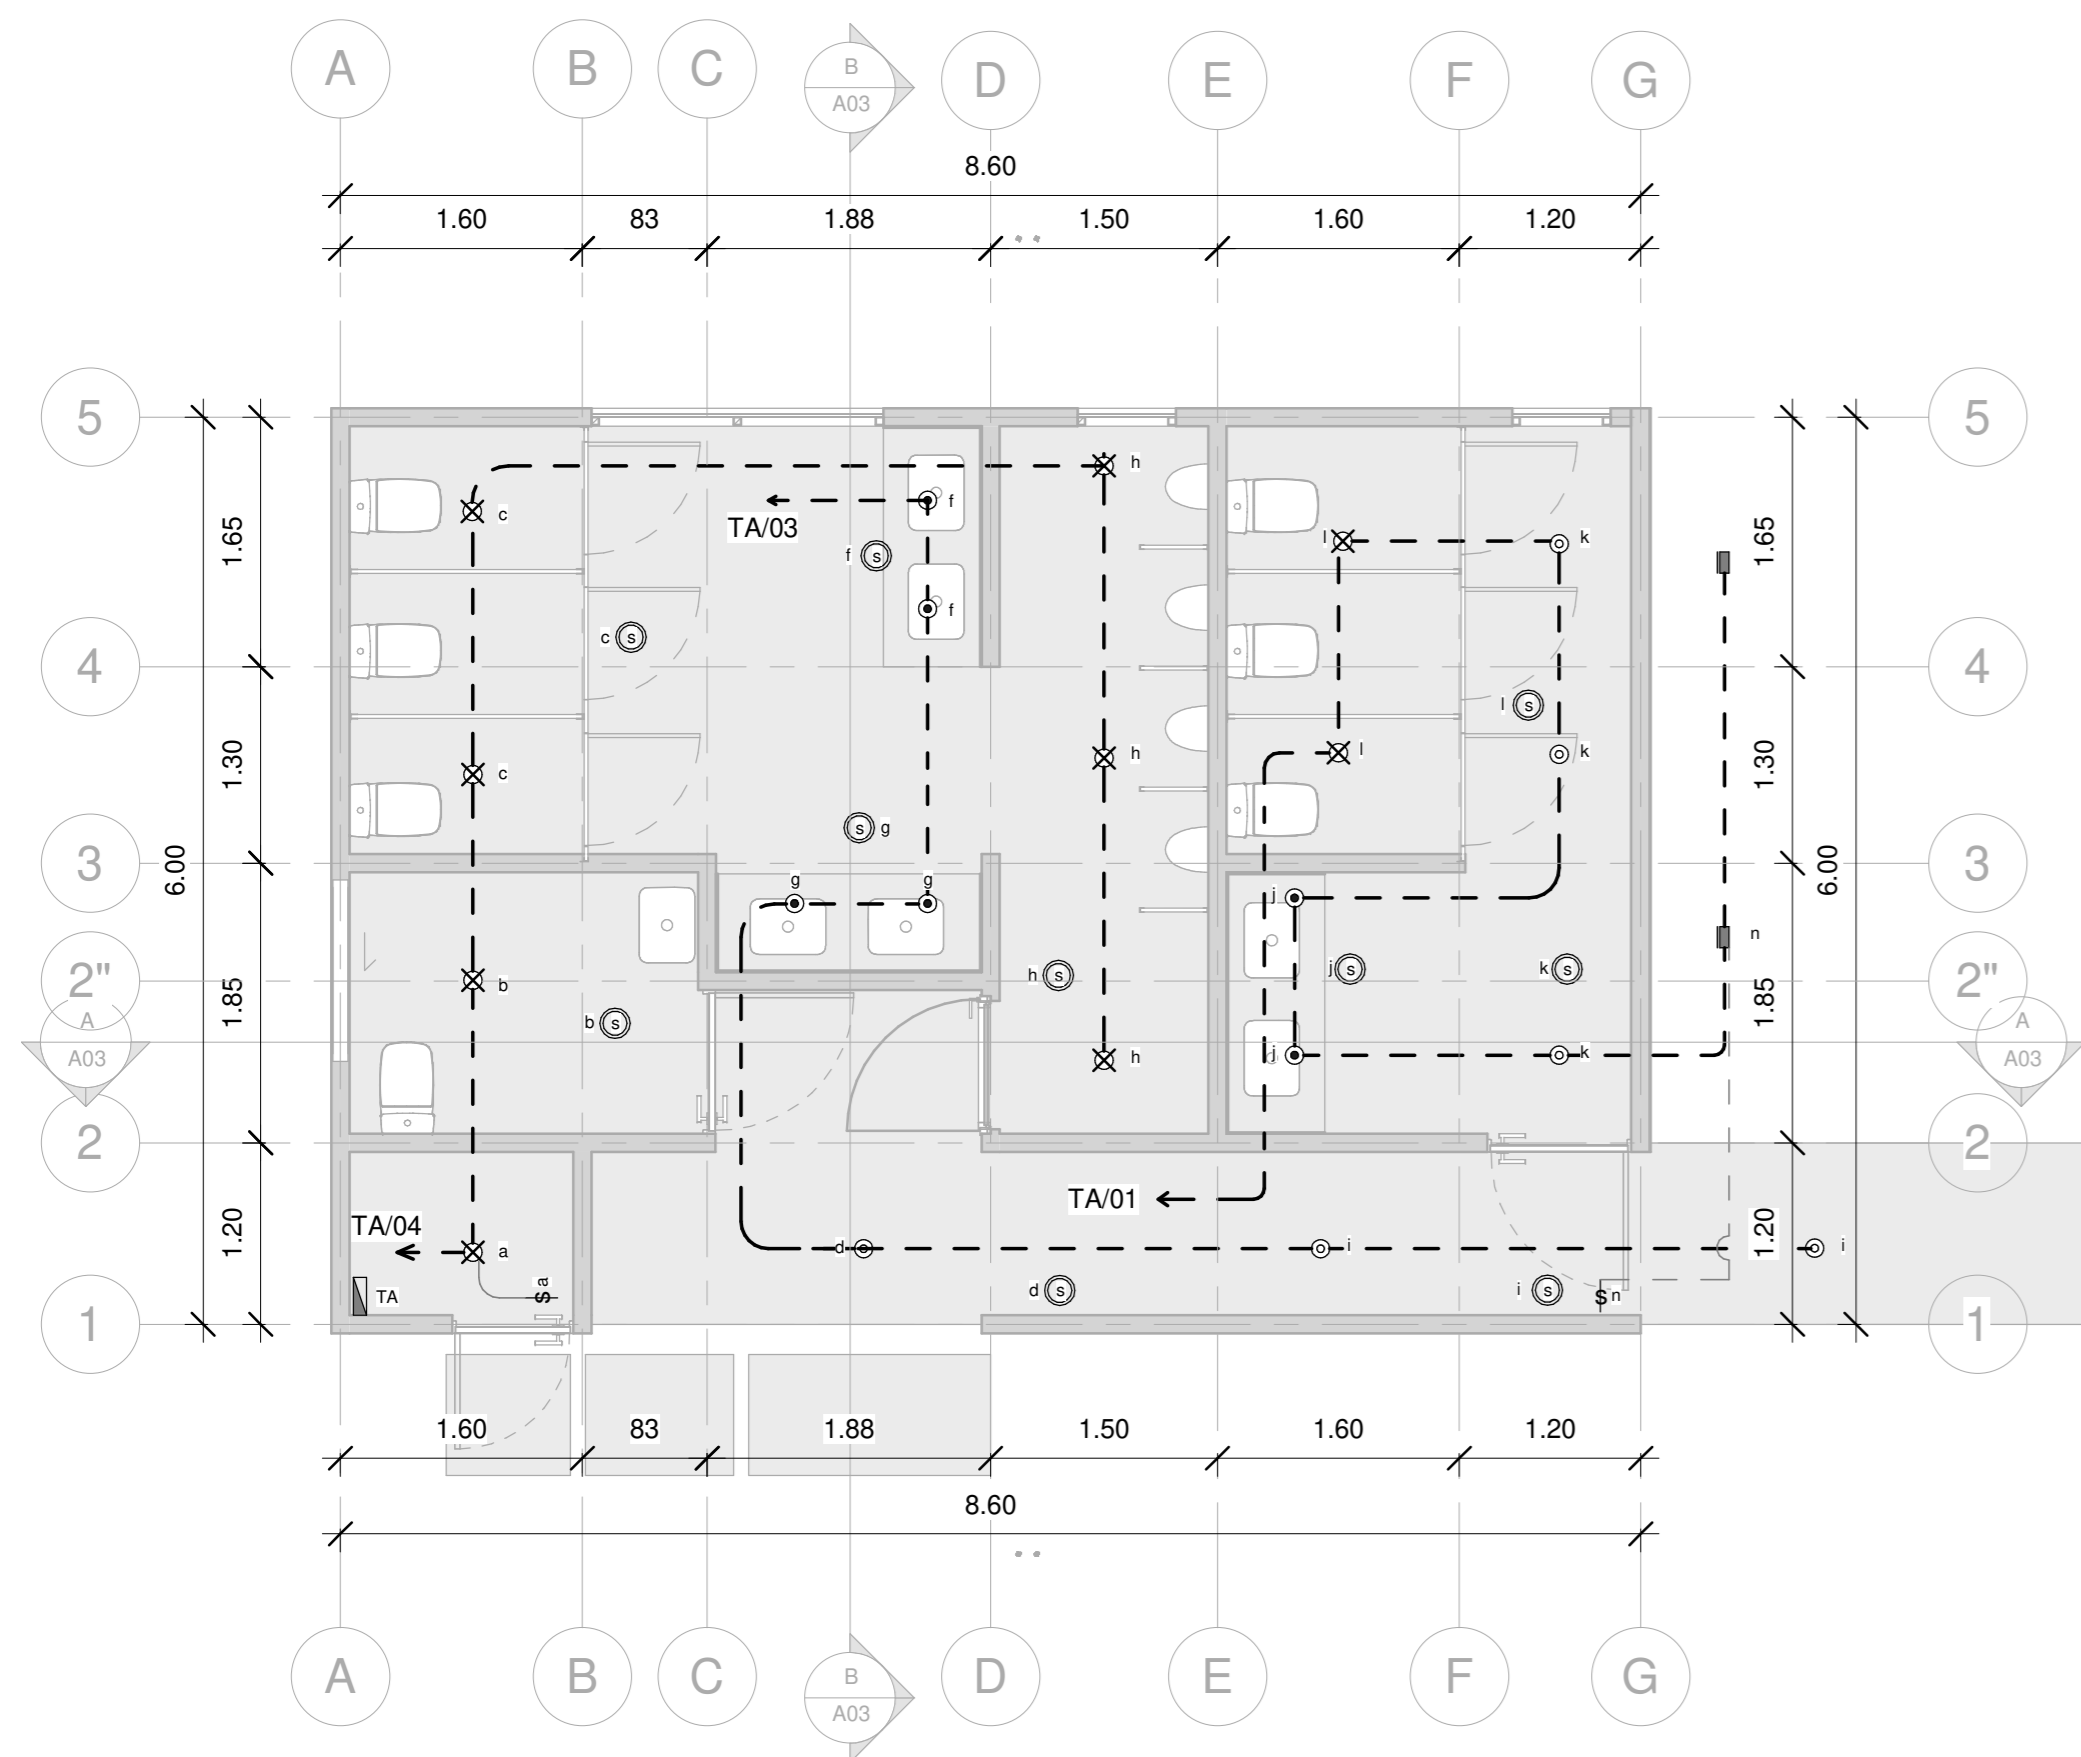 A B C D E F G
B
A03
8.60
1.60 83 1.88 1.50 1.60 1.20
5 5
h
c f
TA/03
1.65 f l k 1.65
f
4 c 4
s s s
l
1.30 c h l k 1.30
s g
3 6.00 g g j 6.00 3
n
2" b h s j s k s 2"
1.85 b s 1.85
A A
A03 A03
h j k
2 2
TA/01
TA/04
1.20 a d i 1.20 i
TA S a d s i s S n
1 1
1.60 83 1.88 1.50 1.60 1.20
8.60
A B C D E F G
B
A03